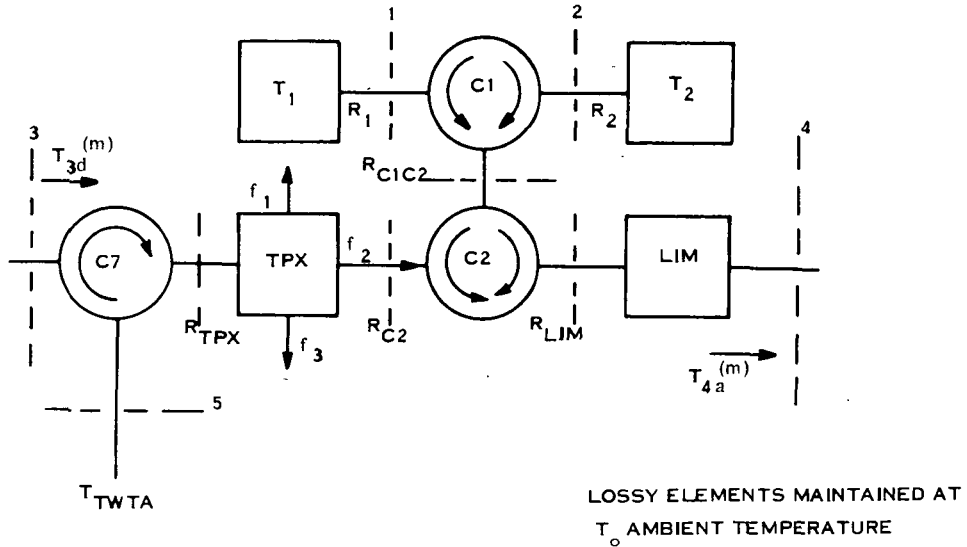 1
2
T1
C1
T2
R1
R2
3
T3d(m)
4
RC1C2
f1
C7
TPX
f2
C2
LIM
RTPX
RC2
RLIM
f3
T4a(m)
5
TTWTA
LOSSY ELEMENTS MAINTAINED AT
To AMBIENT TEMPERATURE